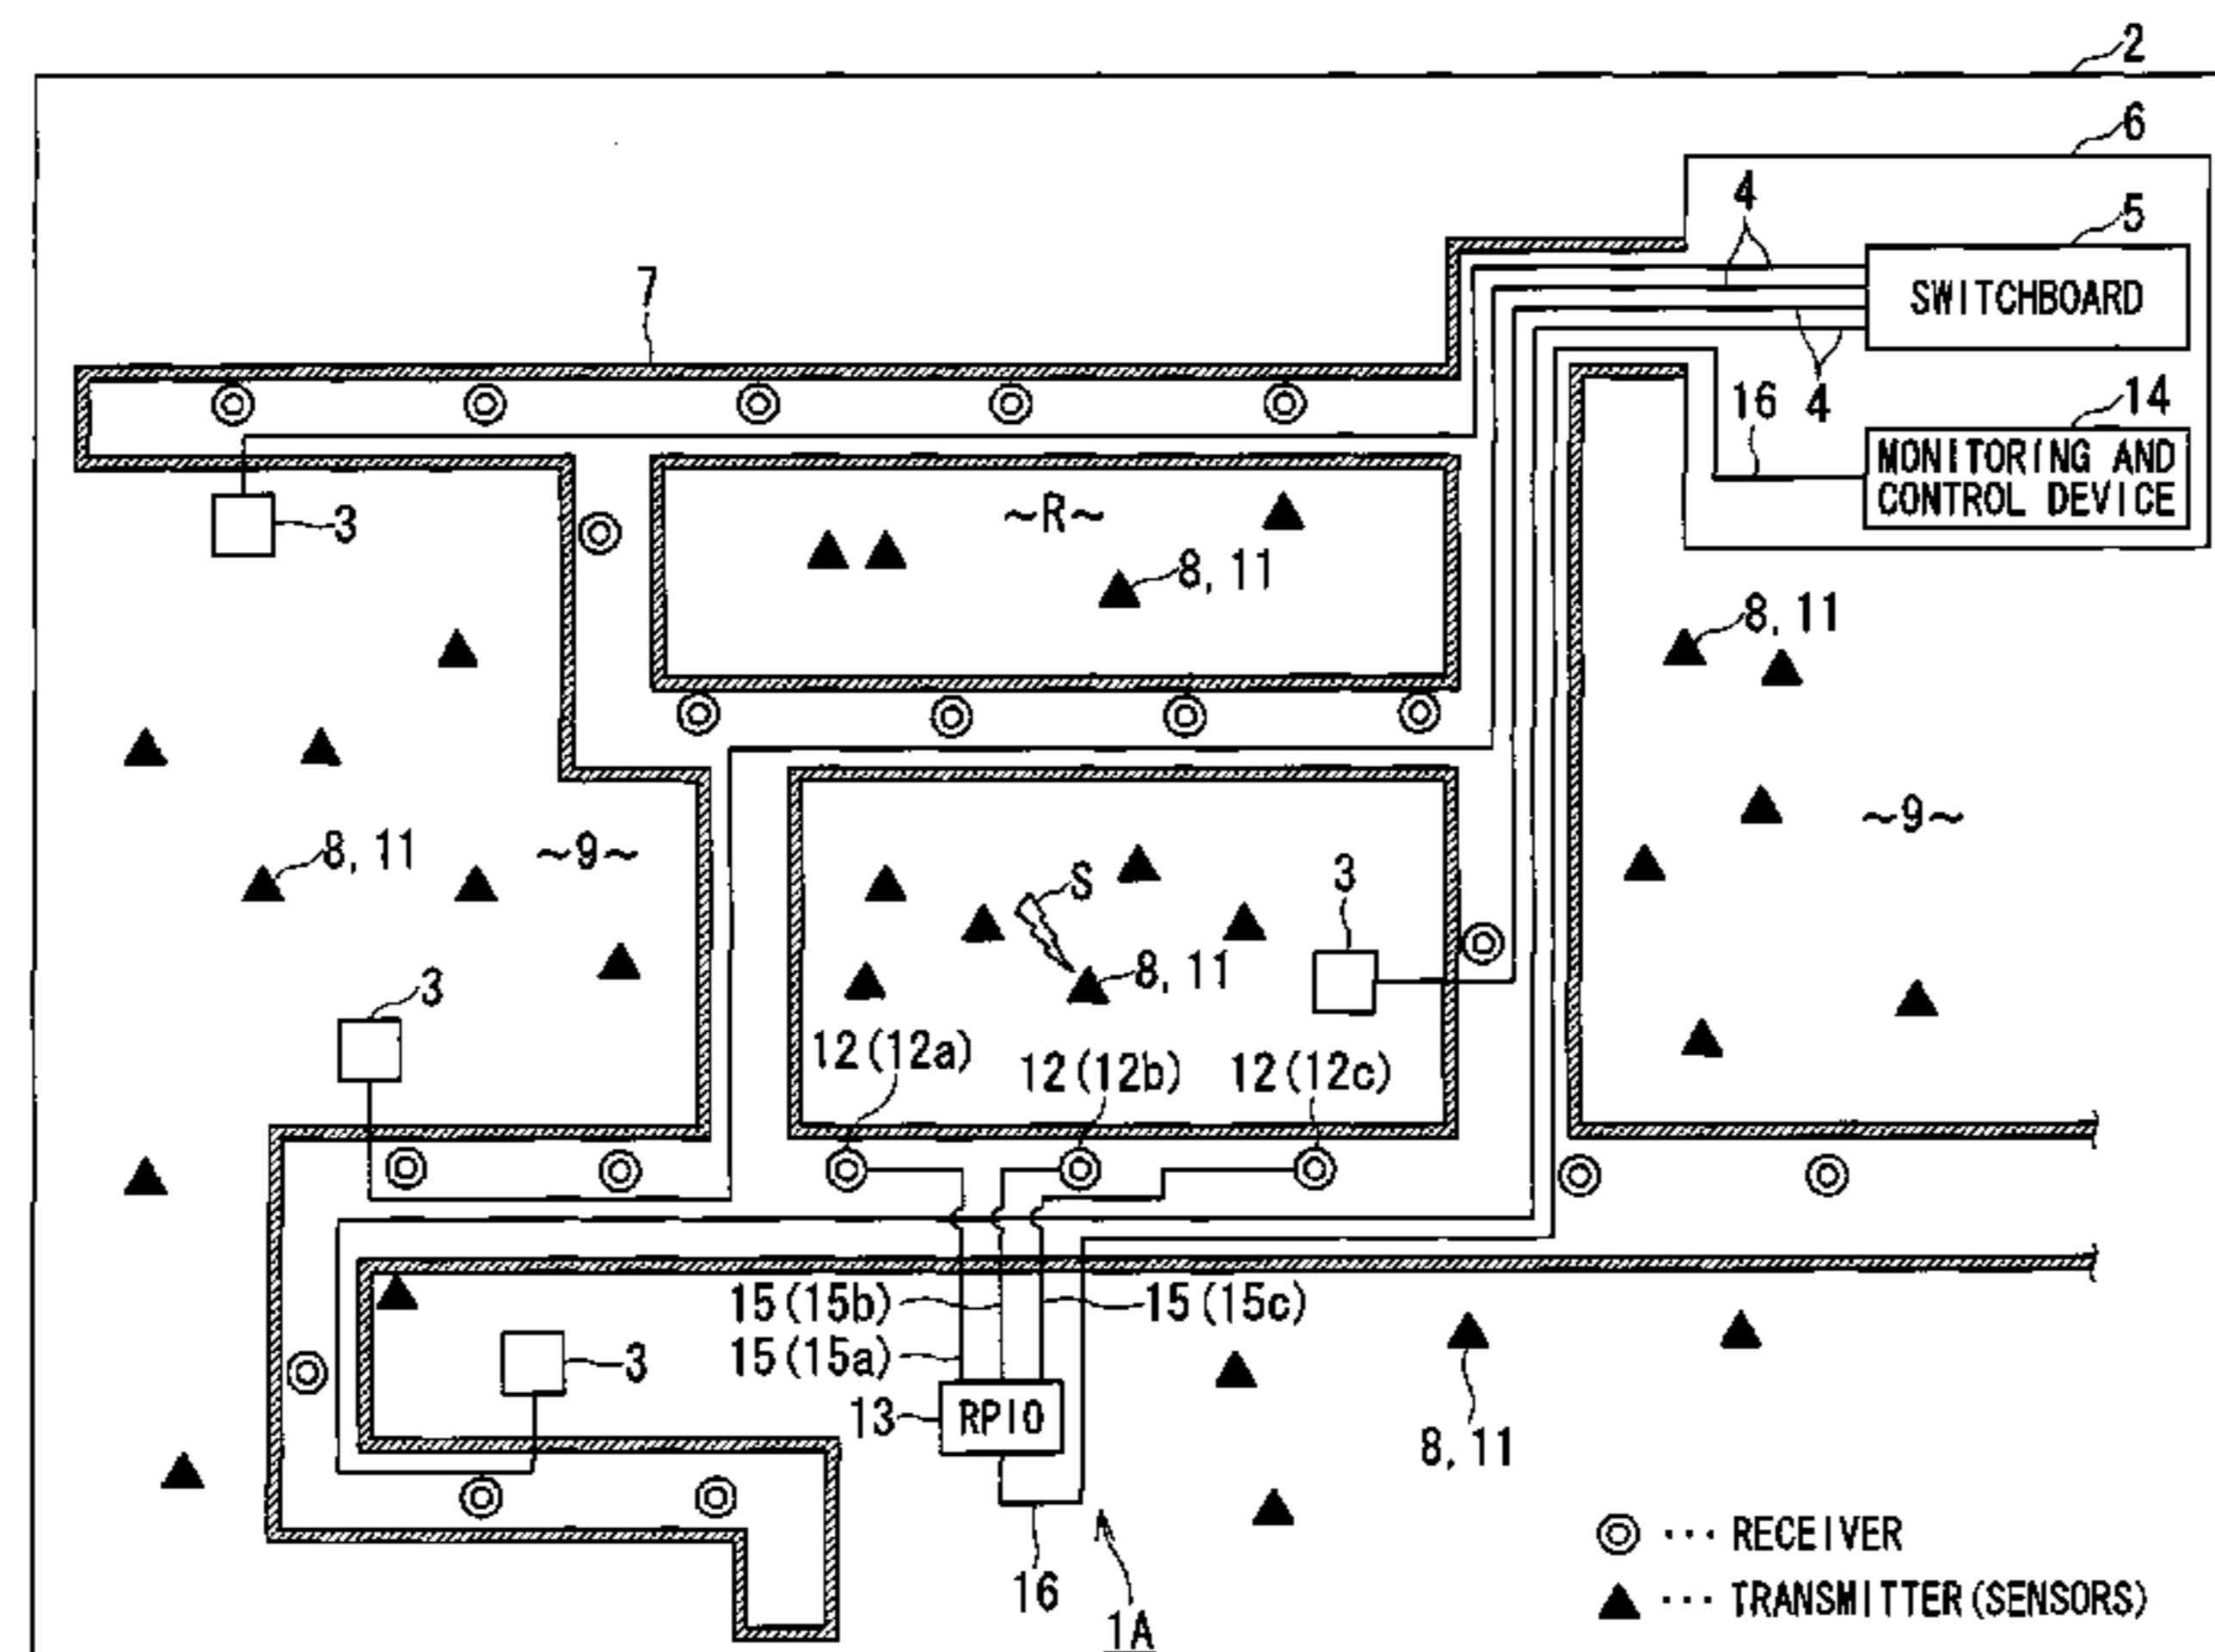 2
6
4
5
SWITCHBOARD
7
16 4
14
MONITORING AND
CONTROL DEVICE
~R~
3
8, 11
8, 11
~9~
8, 11
~9~
S
3
8, 11
3
12(12a)
12(12b)
12(12c)
15(15b)
15(15c)
15(15a)
3
13
RPIO
8, 11
16
1A
◎ ··· RECEIVER
▲ ··· TRANSMITTER(SENSORS)